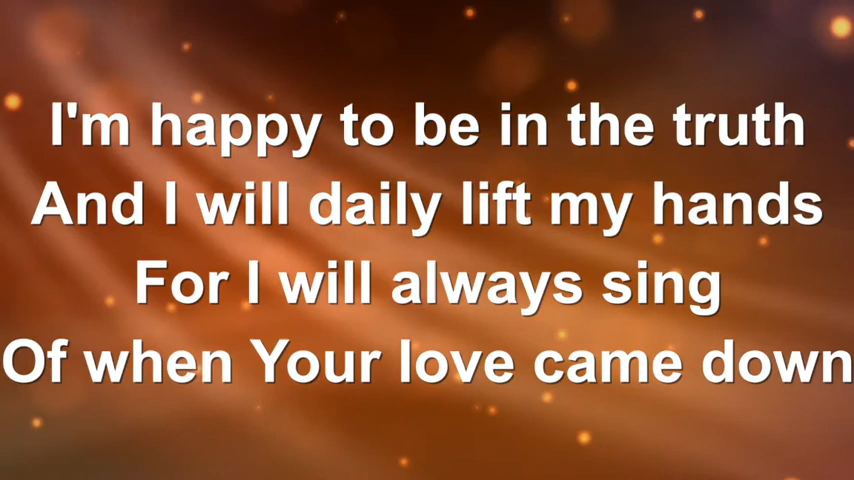 I'm happy to be in the truth
And I will daily lift my hands
For I will always sing
Of when Your love came down